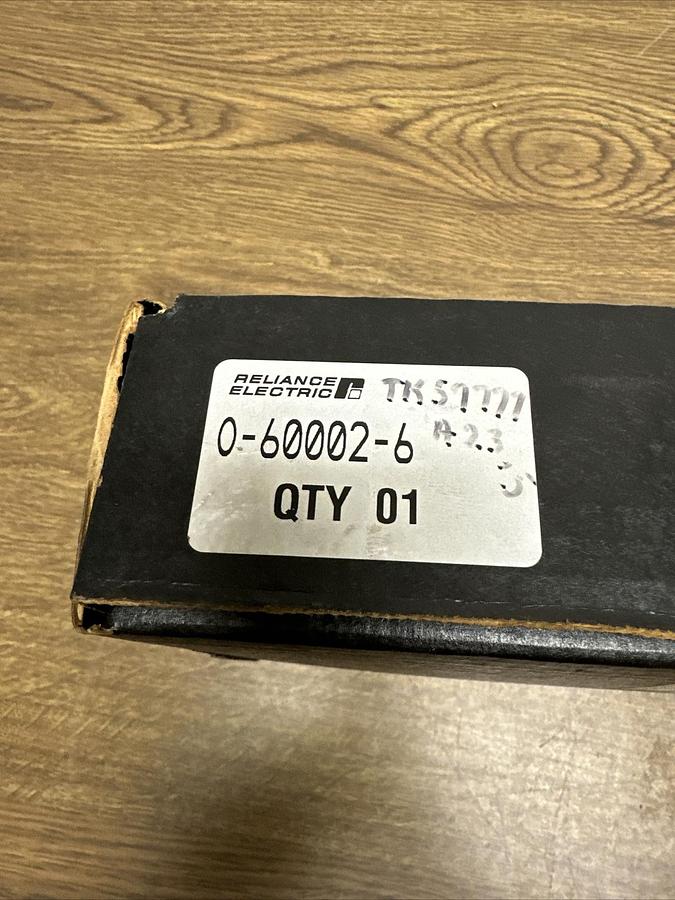 RELIANCE
ELECTRIC
0-60002-6
QTY 01